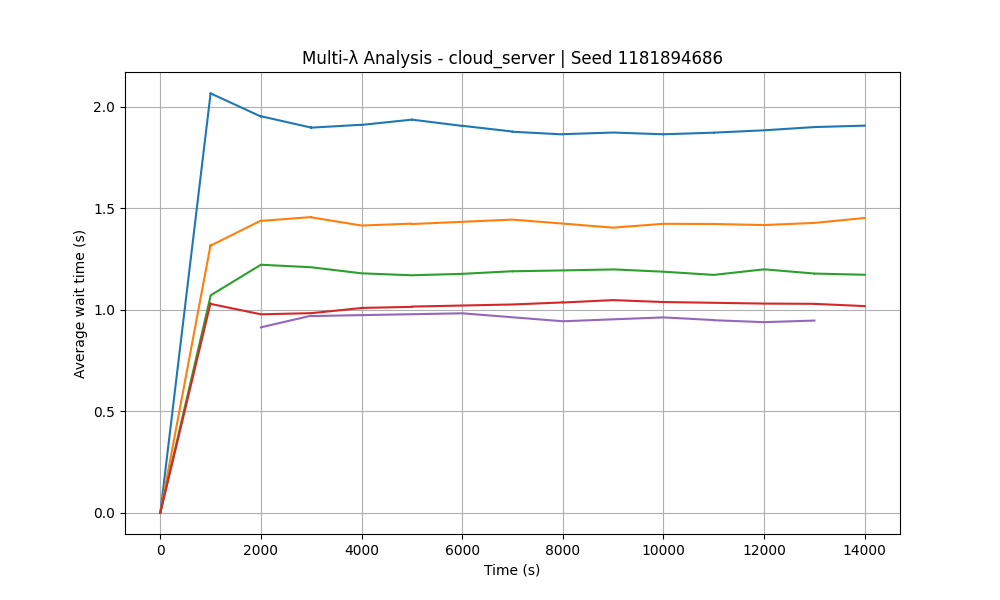 Multi-λ Analysis - cloud_server | Seed 1181894686
Average wait time (s)
2.0
1.5
1.0
0.5
0.0
0 2000 4000 6000 8000 10000 12000 14000
Time (s)